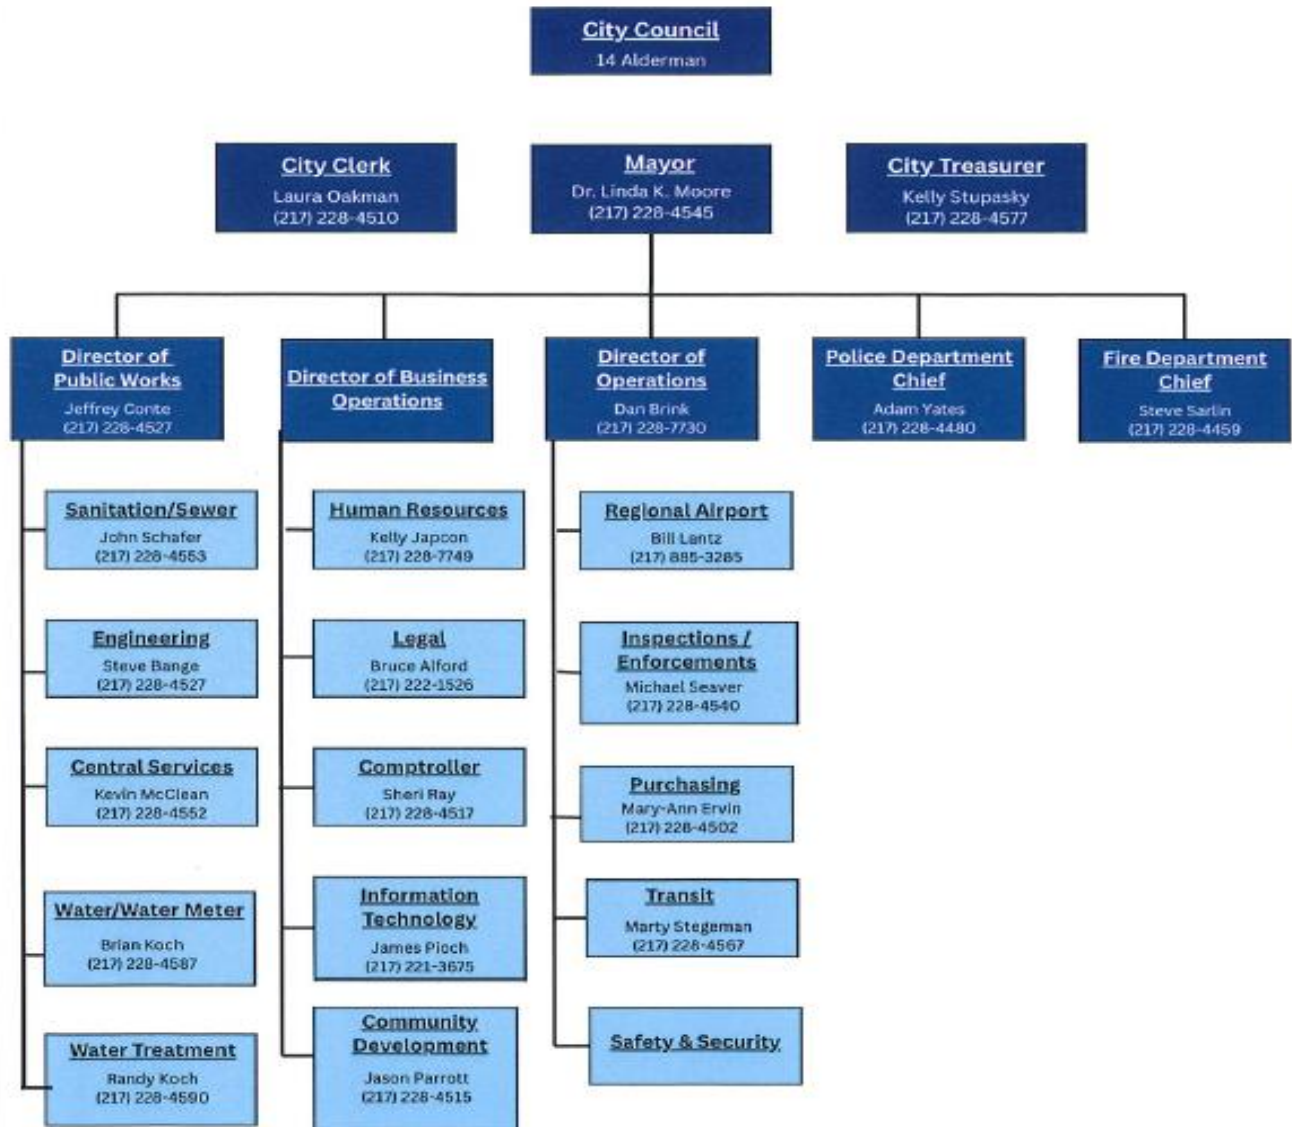 City Council
14 Alderman
City Clerk
Laura Oakman
(217) 228-4510
Mayor
Dr. Linda K. Moore
(217) 228-4545
City Treasurer
Kelly Stupasky
(217) 228-4577
Director of
Public Works
Jeffrey Conte
(217) 228-4527
Director of Business
Operations
Director of
Operations
Dan Brink
(217) 228-7730
Police Department
Chief
Adam Yates
(217) 228-4480
Fire Department
Chief
Steve Sarlin
(217) 228-4459
Sanitation/Sewer
John Schafer
(217) 228-4553
Engineering
Steve Bange
(217) 228-4527
Central Services
Kevin McClean
(217) 228-4552
Water/Water Meter
Brian Koch
(217) 228-4587
Water Treatment
Randy Koch
(217) 228-4590
Human Resources
Kelly Japcon
(217) 228-7749
Legal
Bruce Alford
(217) 222-1526
Comptroller
Sheri Ray
(217) 228-4517
Information
Technology
James Pioch
(217) 221-3675
Community
Development
Jason Parrott
(217) 228-4515
Regional Airport
Bill Lantz
(217) 885-3285
Inspections /
Enforcements
Michael Seaver
(217) 228-4540
Purchasing
Mary-Ann Ervin
(217) 228-4502
Transit
Marty Stegeman
(217) 228-4567
Safety & Security